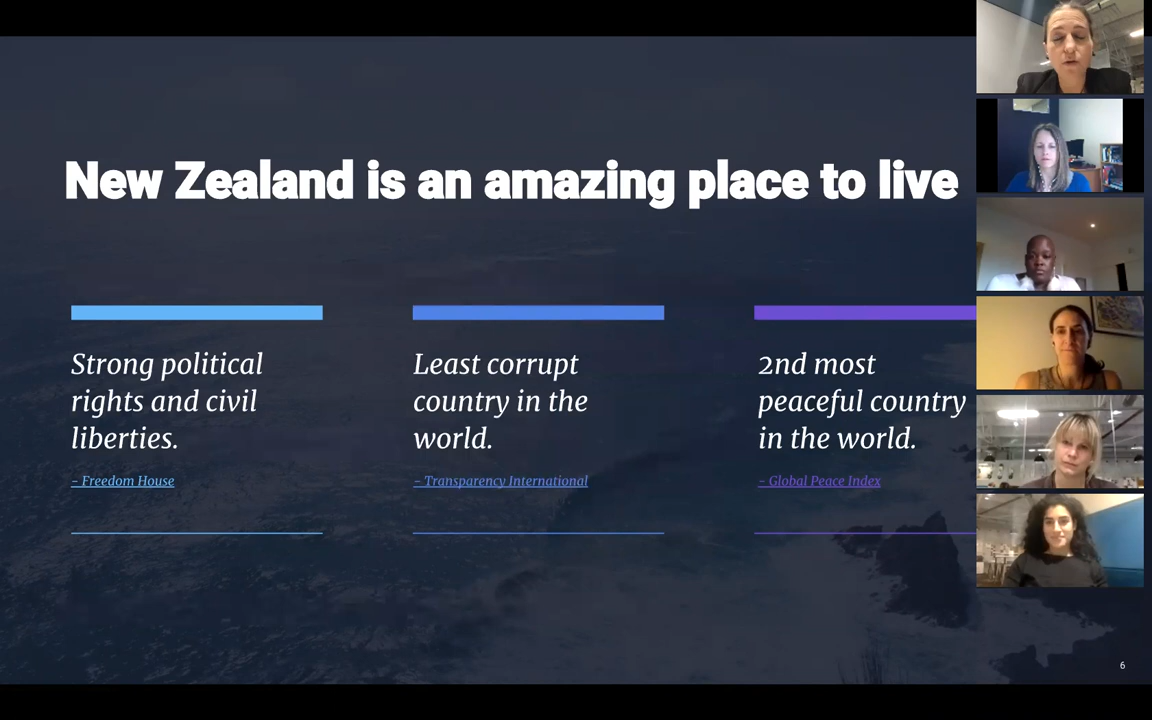 New Zealand is an amazing place to live
Strong political
rights and civil
liberties.
– Freedom House
Least corrupt
country in the
world.
– Transparency International
2nd most
peaceful country
in the world.
– Global Peace Index
6